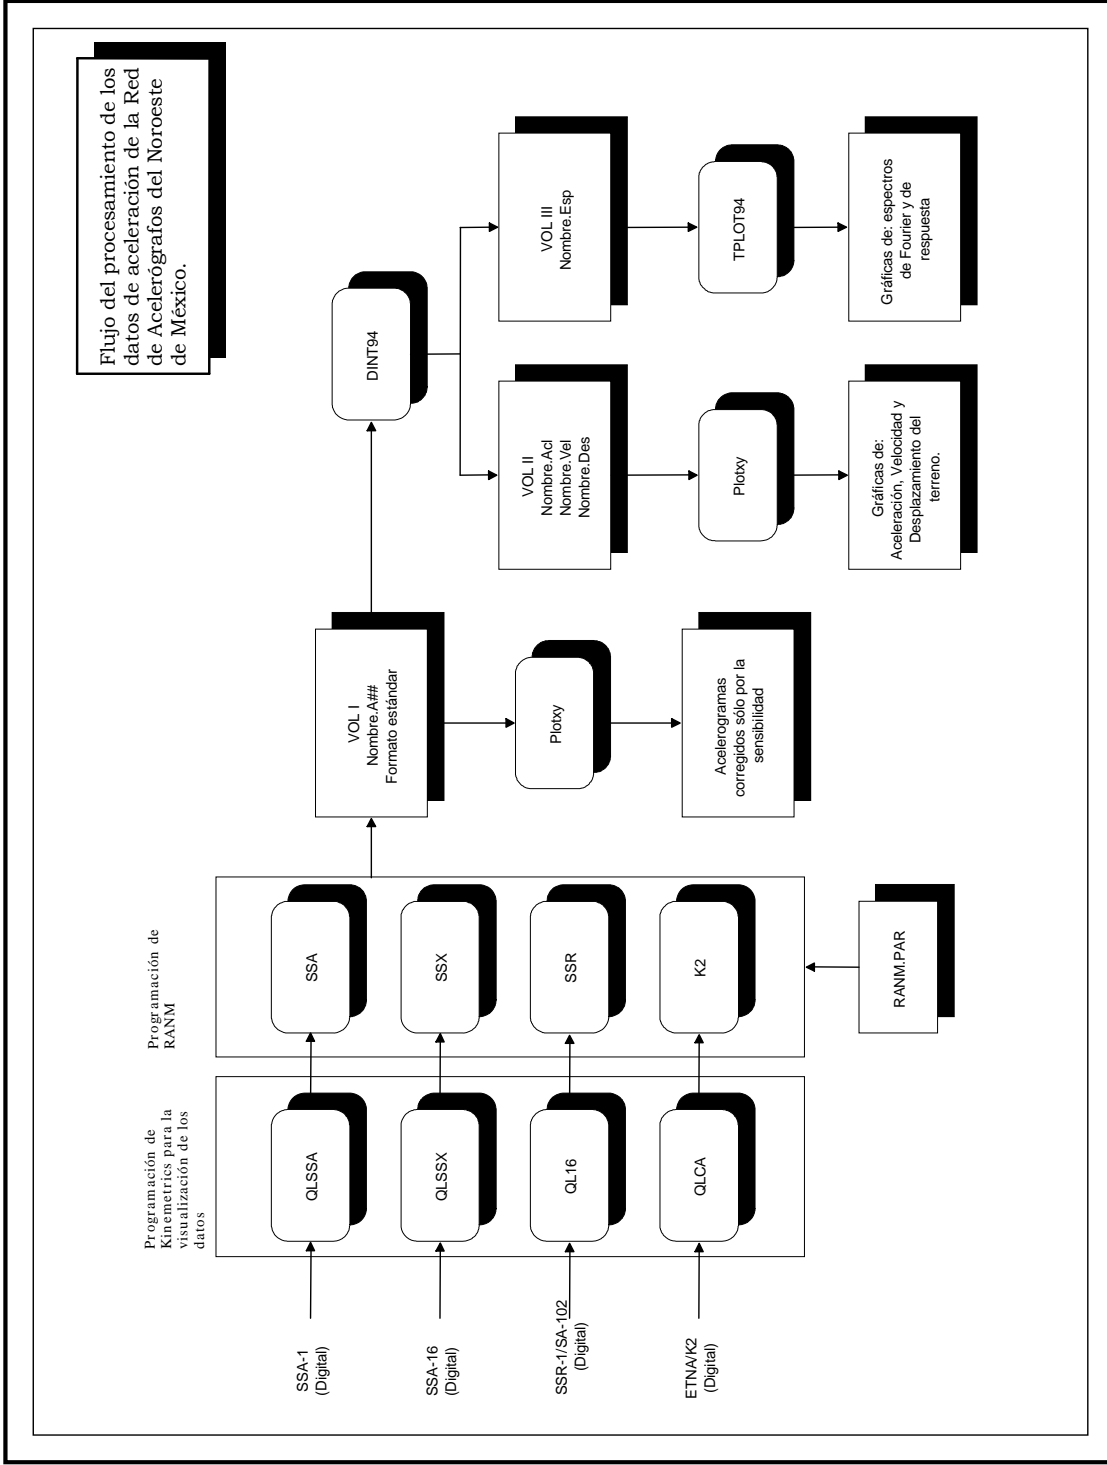 Flujo del procesamiento de los
datos de aceleración de la Red
de Acelerógrafos del Noroeste
de México.
Programación de
Kinemetrics para la
visualización de los
datos
Programación de
RANM
SSA-1
(Digital)
QLSSA
SSA
SSA-16
(Digital)
QLSSX
SSX
SSR-1/SA-102
(Digital)
QL16
SSR
ETNA/K2
(Digital)
QLCA
K2
RANM.PAR
VOL I
Nombre.A##
Formato estándar
Plotxy
Acelerogramas
corregidos sólo por la
sensibilidad
DINT94
VOL II
Nombre.Acl
Nombre.Vel
Nombre.Des
Plotxy
Gráficas de:
Aceleración, Velocidad y
Desplazamiento del
terreno.
VOL III
Nombre.Esp
TPLOT94
Gráficas de: espectros
de Fourier y de
respuesta